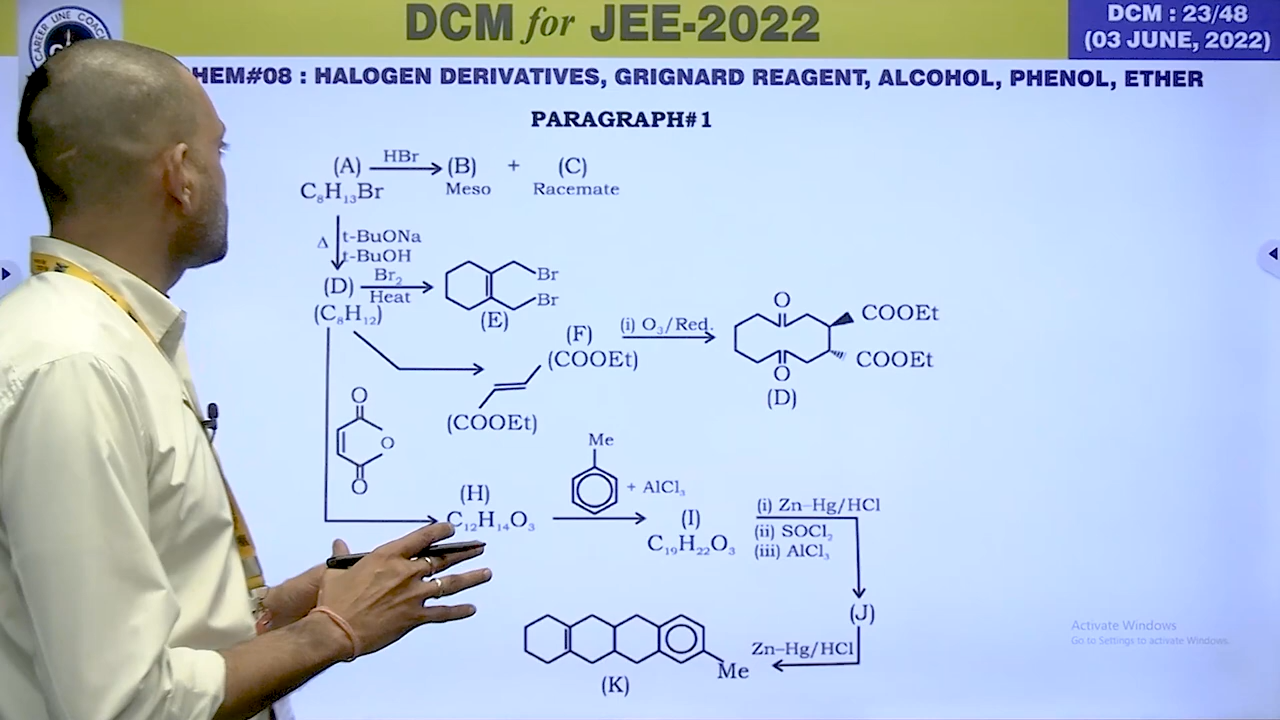 DCM for JEE-2022
DCM : 23/48
(03 JUNE, 2022)
CAREER LINE COAC
HEM#08 : HALOGEN DERIVATIVES, GRIGNARD REAGENT, ALCOHOL, PHENOL, ETHER
PARAGRAPH#1
(A) HBr (B) + (C)
C₈H₁₃Br Meso Racemate
Δ t-BuONa
t-BuOH
(D) Br₂ Heat
(C₈H₁₂)
Br
Br
(E)
(F)
(COOEt)
(COOEt)
(i) O₃/Red.
O
COOEt
COOEt
O
(D)
O
O
O
(H)
C₁₂H₁₄O₃
Me
+ AlCl₃
(I)
C₁₉H₂₂O₃
(i) Zn–Hg/HCl
(ii) SOCl₂
(iii) AlCl₃
(J)
Zn–Hg/HCl
Me
(K)
Activate Windows
Go to Settings to activate Windows.